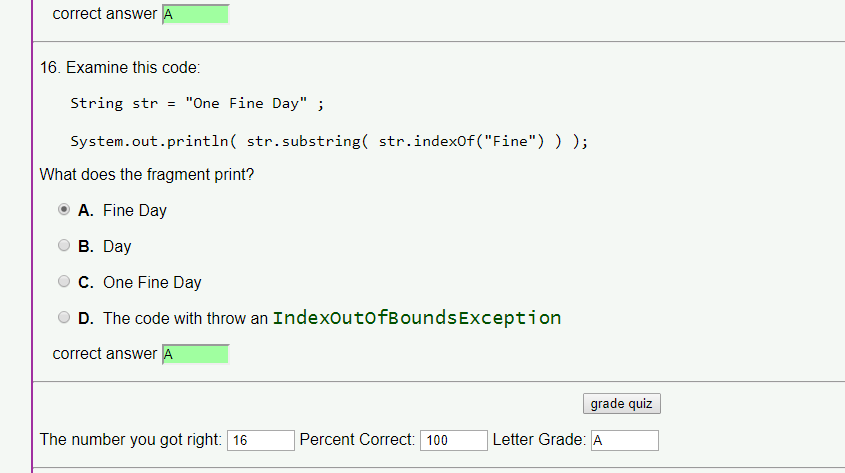 correct answer A
16. Examine this code:
String str = "One Fine Day" ;
System.out.println( str.substring( str.indexOf("Fine") ) );
What does the fragment print?
A. Fine Day
B. Day
C. One Fine Day
D. The code with throw an IndexOutOfBoundsException
correct answer A
grade quiz
The number you got right: 16 Percent Correct: 100 Letter Grade: A